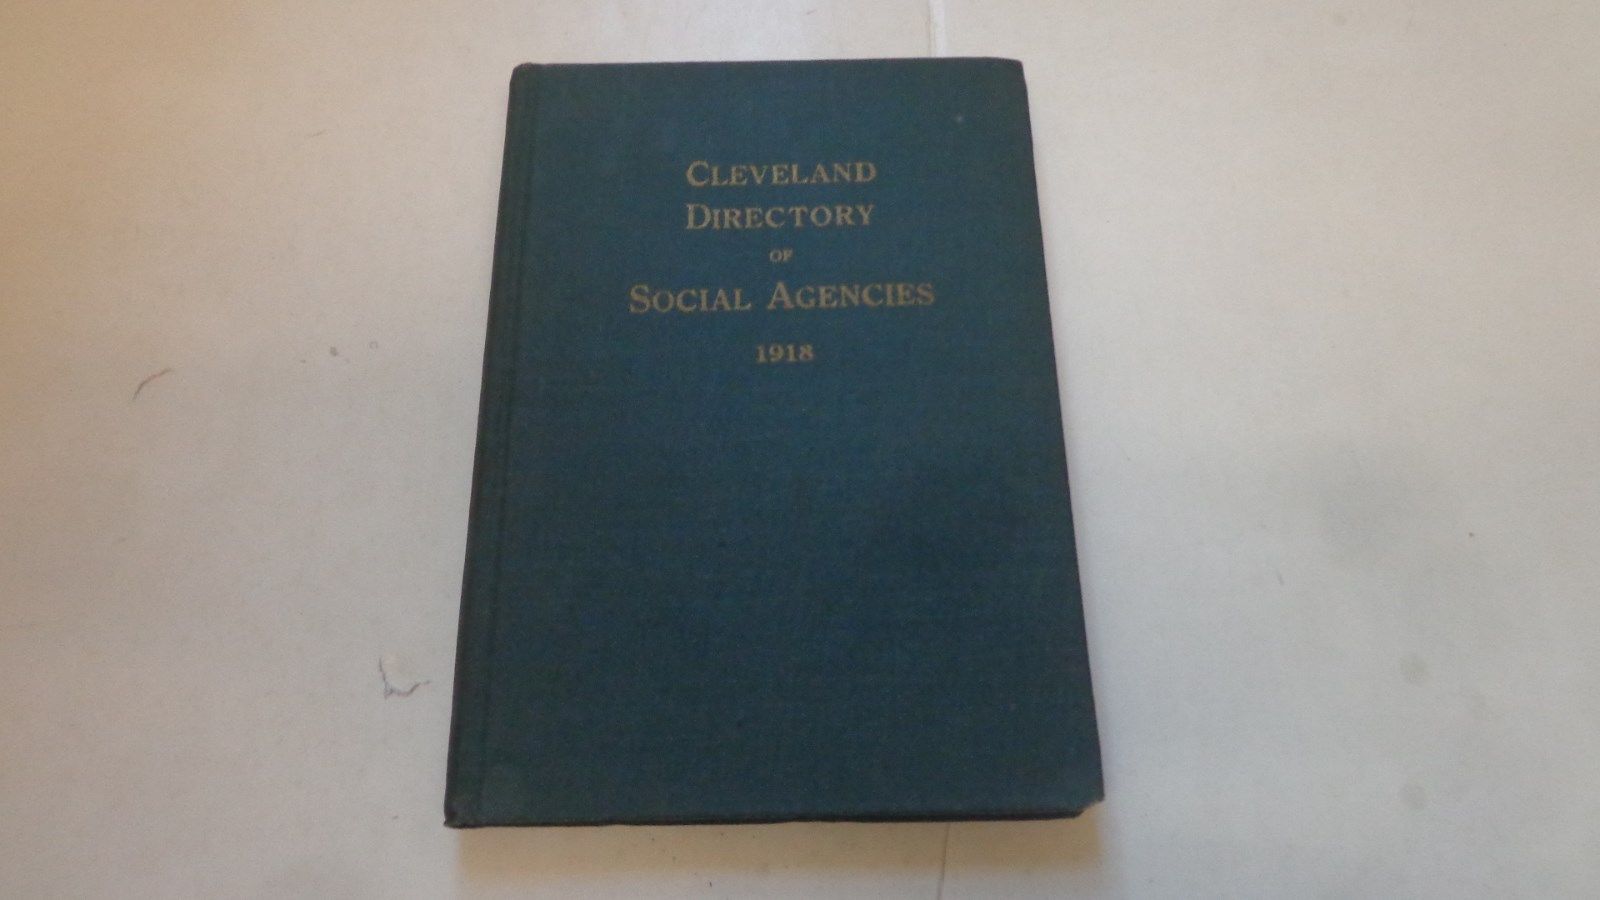 CLEVELAND
DIRECTORY
OF
SOCIAL AGENCIES
1918